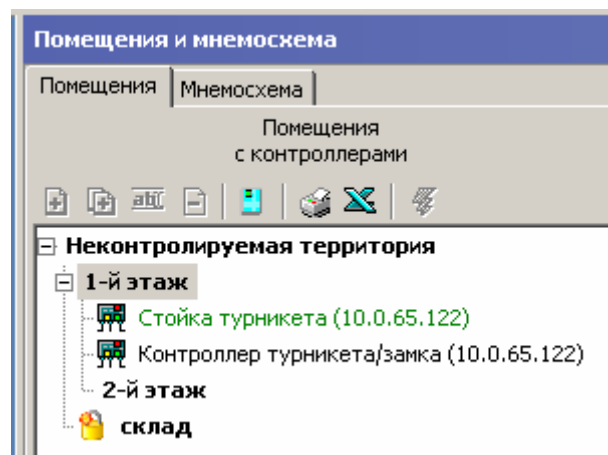 Помещения и мнемосхема
Помещения Мнемосхема
Помещения
с контроллерами
Неконтролируемая территория
1-й этаж
Стойка турникета (10.0.65.122)
Контроллер турникета/замка (10.0.65.122)
2-й этаж
склад